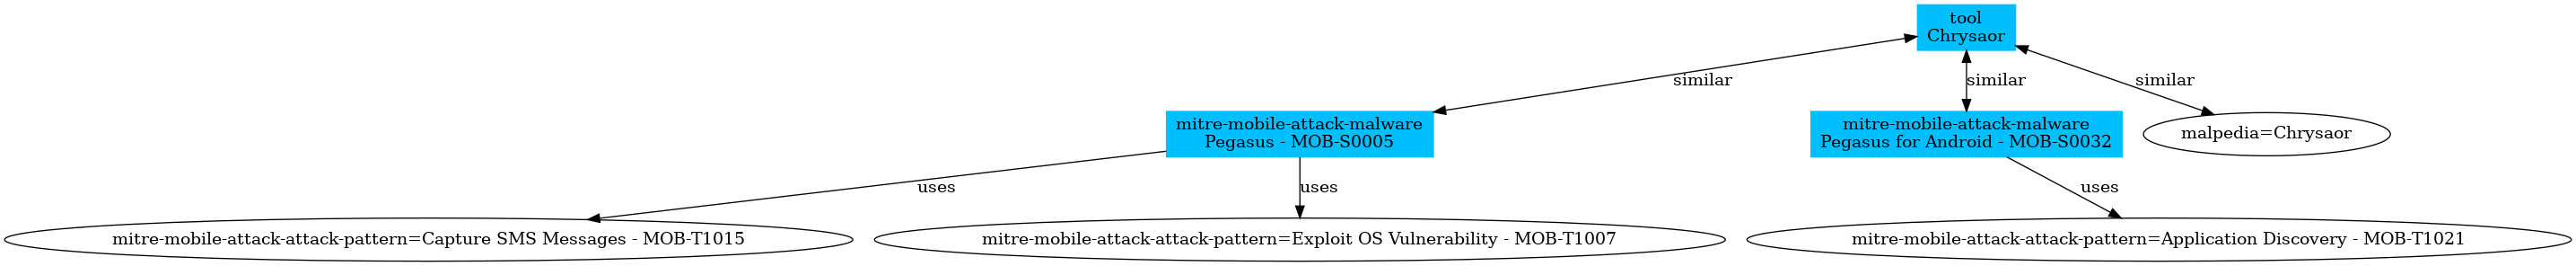 tool
Chrysaor
similar
similar
similar
mitre-mobile-attack-malware
Pegasus - MOB-S0005
mitre-mobile-attack-malware
Pegasus for Android - MOB-S0032
malpedia=Chrysaor
uses
uses
uses
mitre-mobile-attack-attack-pattern=Capture SMS Messages - MOB-T1015
mitre-mobile-attack-attack-pattern=Exploit OS Vulnerability - MOB-T1007
mitre-mobile-attack-attack-pattern=Application Discovery - MOB-T1021